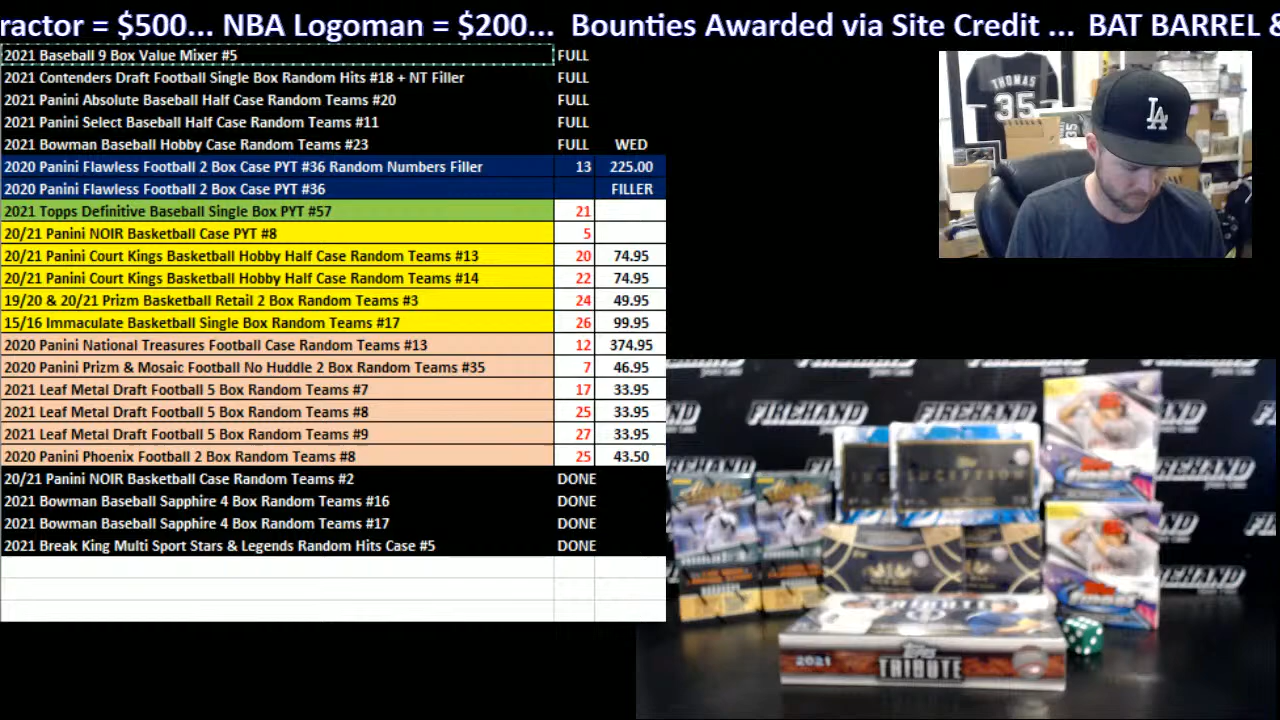 ractor = $500... NBA Logoman = $200... Bounties Awarded via Site Credit ... BAT BARREL &
2021 Baseball 9 Box Value Mixer #5 FULL
2021 Contenders Draft Football Single Box Random Hits #18 + NT Filler FULL
2021 Panini Absolute Baseball Half Case Random Teams #20 FULL
2021 Panini Select Baseball Half Case Random Teams #11 FULL
2021 Bowman Baseball Hobby Case Random Teams #23 FULL WED
2020 Panini Flawless Football 2 Box Case PYT #36 Random Numbers Filler 13 225.00
2020 Panini Flawless Football 2 Box Case PYT #36 FILLER
2021 Topps Definitive Baseball Single Box PYT #57 21
20/21 Panini NOIR Basketball Case PYT #8 5
20/21 Panini Court Kings Basketball Hobby Half Case Random Teams #13 20 74.95
20/21 Panini Court Kings Basketball Hobby Half Case Random Teams #14 22 74.95
19/20 & 20/21 Prizm Basketball Retail 2 Box Random Teams #3 24 49.95
15/16 Immaculate Basketball Single Box Random Teams #17 26 99.95
2020 Panini National Treasures Football Case Random Teams #13 12 374.95
2020 Panini Prizm & Mosaic Football No Huddle 2 Box Random Teams #35 7 46.95
2021 Leaf Metal Draft Football 5 Box Random Teams #7 17 33.95
2021 Leaf Metal Draft Football 5 Box Random Teams #8 25 33.95
2021 Leaf Metal Draft Football 5 Box Random Teams #9 27 33.95
2020 Panini Phoenix Football 2 Box Random Teams #8 25 43.50
20/21 Panini NOIR Basketball Case Random Teams #2 DONE
2021 Bowman Baseball Sapphire 4 Box Random Teams #16 DONE
2021 Bowman Baseball Sapphire 4 Box Random Teams #17 DONE
2021 Break King Multi Sport Stars & Legends Random Hits Case #5 DONE
THOMAS
35
LA
FIREHAND
FIREHAND
INCEPTION
TRIBUTE
2021 Topps
TRIBUTE